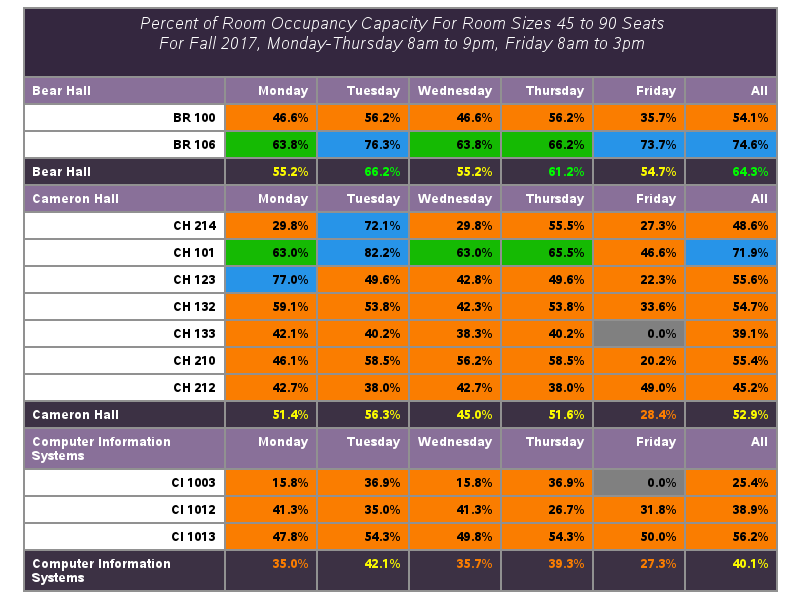 Percent of Room Occupancy Capacity For Room Sizes 45 to 90 Seats
For Fall 2017, Monday-Thursday 8am to 9pm, Friday 8am to 3pm
Bear Hall Monday Tuesday Wednesday Thursday Friday All
BR 100 46.6% 56.2% 46.6% 56.2% 35.7% 54.1%
BR 106 63.8% 76.3% 63.8% 66.2% 73.7% 74.6%
Bear Hall 55.2% 66.2% 55.2% 61.2% 54.7% 64.3%
Cameron Hall Monday Tuesday Wednesday Thursday Friday All
CH 214 29.8% 72.1% 29.8% 55.5% 27.3% 48.6%
CH 101 63.0% 82.2% 63.0% 65.5% 46.6% 71.9%
CH 123 77.0% 49.6% 42.8% 49.6% 22.3% 55.6%
CH 132 59.1% 53.8% 42.3% 53.8% 33.6% 54.7%
CH 133 42.1% 40.2% 38.3% 40.2% 0.0% 39.1%
CH 210 46.1% 58.5% 56.2% 58.5% 20.2% 55.4%
CH 212 42.7% 38.0% 42.7% 38.0% 49.0% 45.2%
Cameron Hall 51.4% 56.3% 45.0% 51.6% 28.4% 52.9%
Computer Information Monday Tuesday Wednesday Thursday Friday All
Systems
CI 1003 15.8% 36.9% 15.8% 36.9% 0.0% 25.4%
CI 1012 41.3% 35.0% 41.3% 26.7% 31.8% 38.9%
CI 1013 47.8% 54.3% 49.8% 54.3% 50.0% 56.2%
Computer Information 35.0% 42.1% 35.7% 39.3% 27.3% 40.1%
Systems